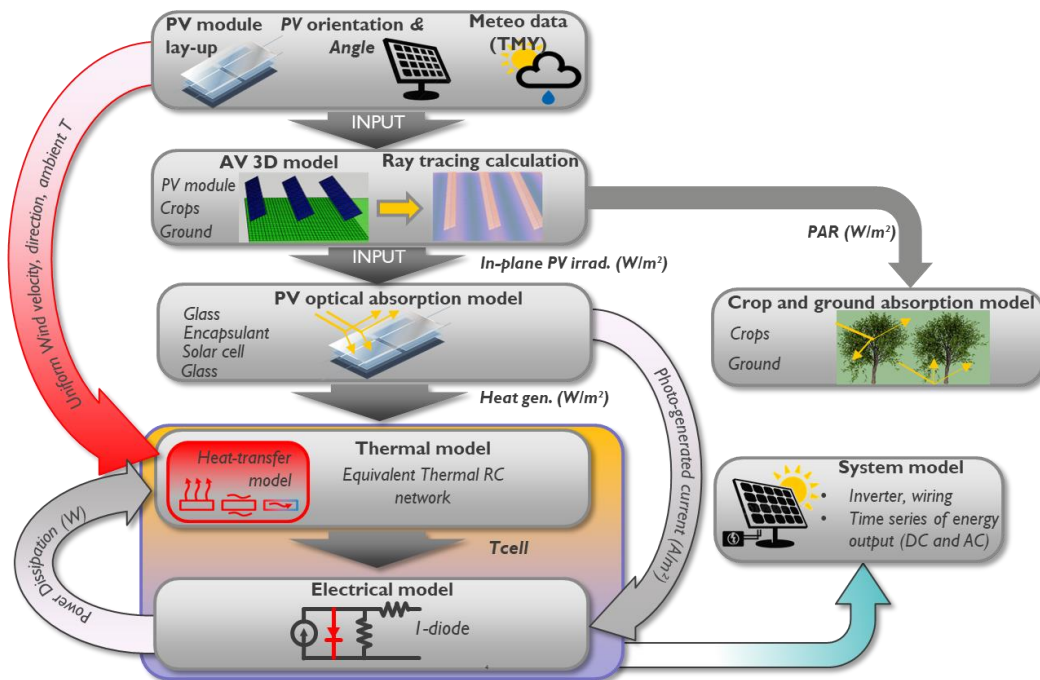 PV module
lay-up
PV orientation &
Angle
Meteo data
(TMY)
INPUT
AV 3D model
PV module
Crops
Ground
Ray tracing calculation
PAR (W/m²)
INPUT
In-plane PV irrad. (W/m²)
PV optical absorption model
Glass
Encapsulant
Solar cell
Glass
Crop and ground absorption model
Crops
Ground
Heat gen. (W/m²)
Uniform Wind velocity, direction, ambient T
Photo-generated current (A/m²)
Thermal model
Heat-transfer
model
Equivalent Thermal RC
network
System model
• Inverter, wiring
• Time series of energy
output (DC and AC)
Power Dissipation (W)
Tcell
Electrical model
1-diode